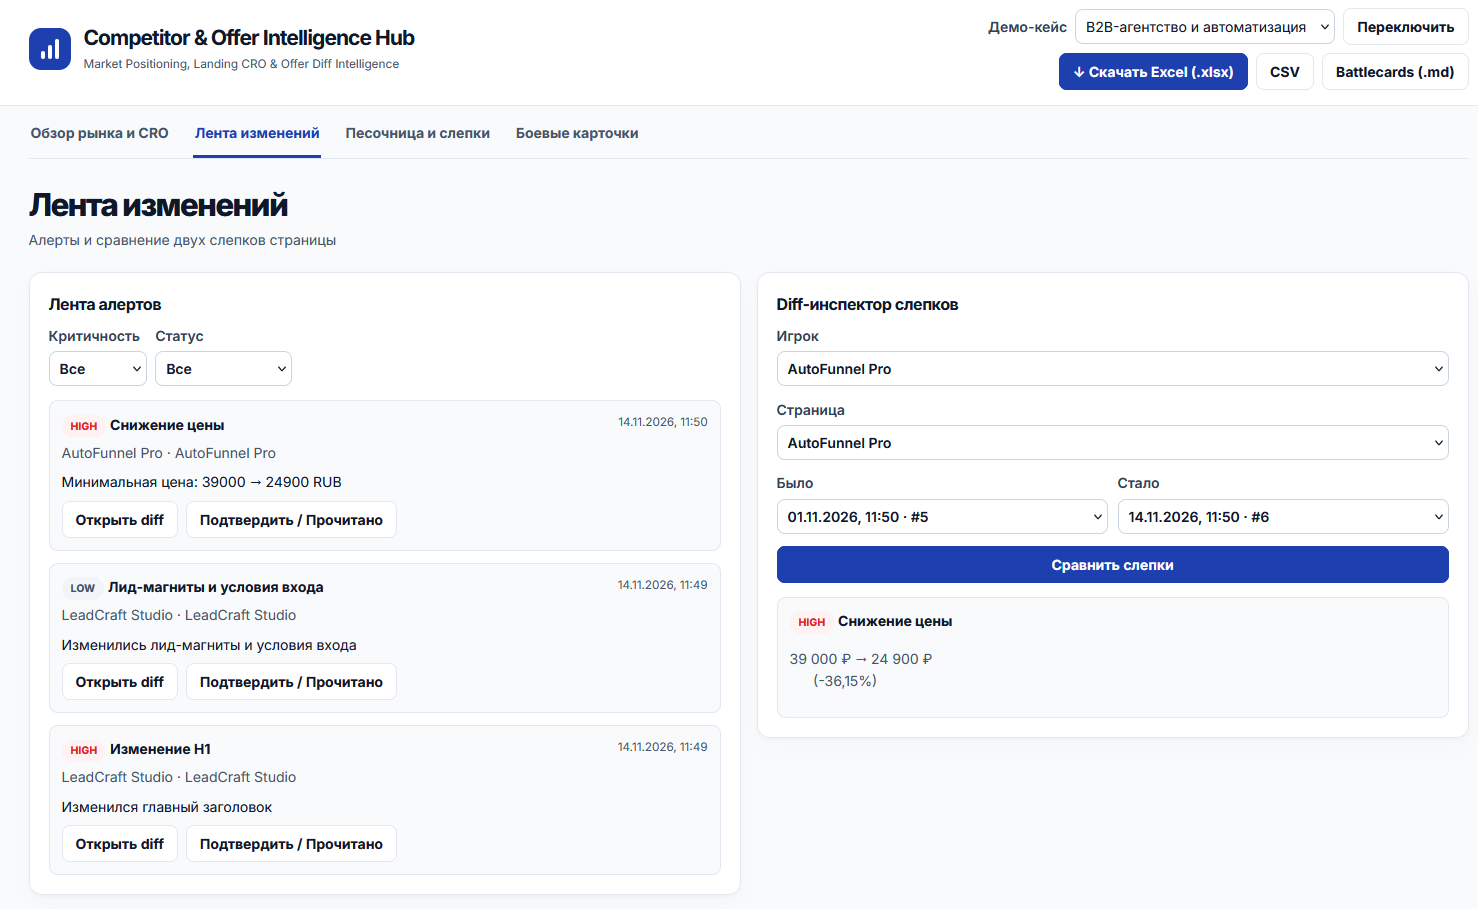 Competitor & Offer Intelligence Hub
Market Positioning, Landing CRO & Offer Diff Intelligence
Демо-кейс
B2B-агентство и автоматизация
Переключить
↓ Скачать Excel (.xlsx)
CSV
Battlecards (.md)
Обзор рынка и CRO
Лента изменений
Песочница и слепки
Боевые карточки
Лента изменений
Алерты и сравнение двух слепков страницы
Лента алертов
Критичность
Статус
Все
Все
HIGH Снижение цены
14.11.2026, 11:50
AutoFunnel Pro · AutoFunnel Pro
Минимальная цена: 39000 → 24900 RUB
Открыть diff
Подтвердить / Прочитано
LOW Лид-магниты и условия входа
14.11.2026, 11:49
LeadCraft Studio · LeadCraft Studio
Изменились лид-магниты и условия входа
Открыть diff
Подтвердить / Прочитано
HIGH Изменение H1
14.11.2026, 11:49
LeadCraft Studio · LeadCraft Studio
Изменился главный заголовок
Открыть diff
Подтвердить / Прочитано
Diff-инспектор слепков
Игрок
AutoFunnel Pro
Страница
AutoFunnel Pro
Было
Стало
01.11.2026, 11:50 · #5
14.11.2026, 11:50 · #6
Сравнить слепки
HIGH Снижение цены
39 000 ₽ → 24 900 ₽
(-36,15%)